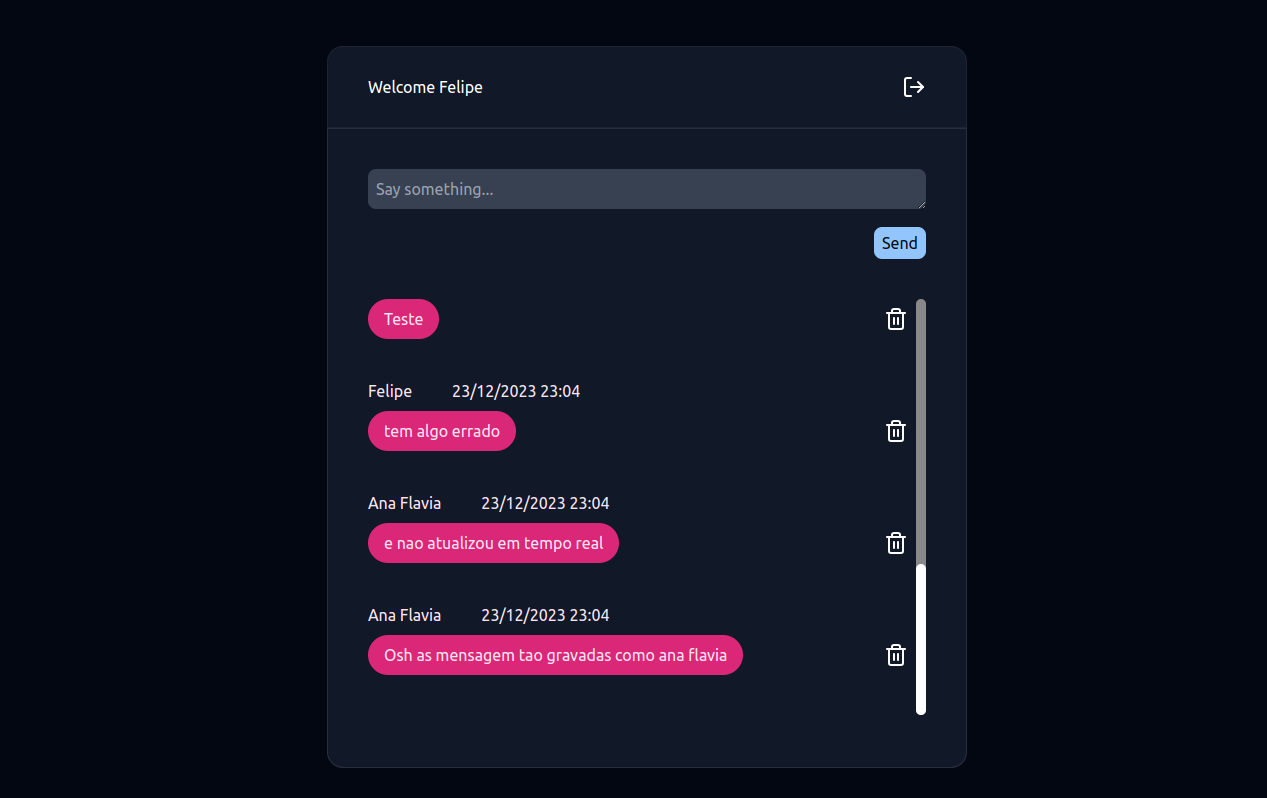 Welcome Felipe
Say something...
Send
Teste
Felipe 23/12/2023 23:04
tem algo errado
Ana Flavia 23/12/2023 23:04
e nao atualizou em tempo real
Ana Flavia 23/12/2023 23:04
Osh as mensagem tao gravadas como ana flavia